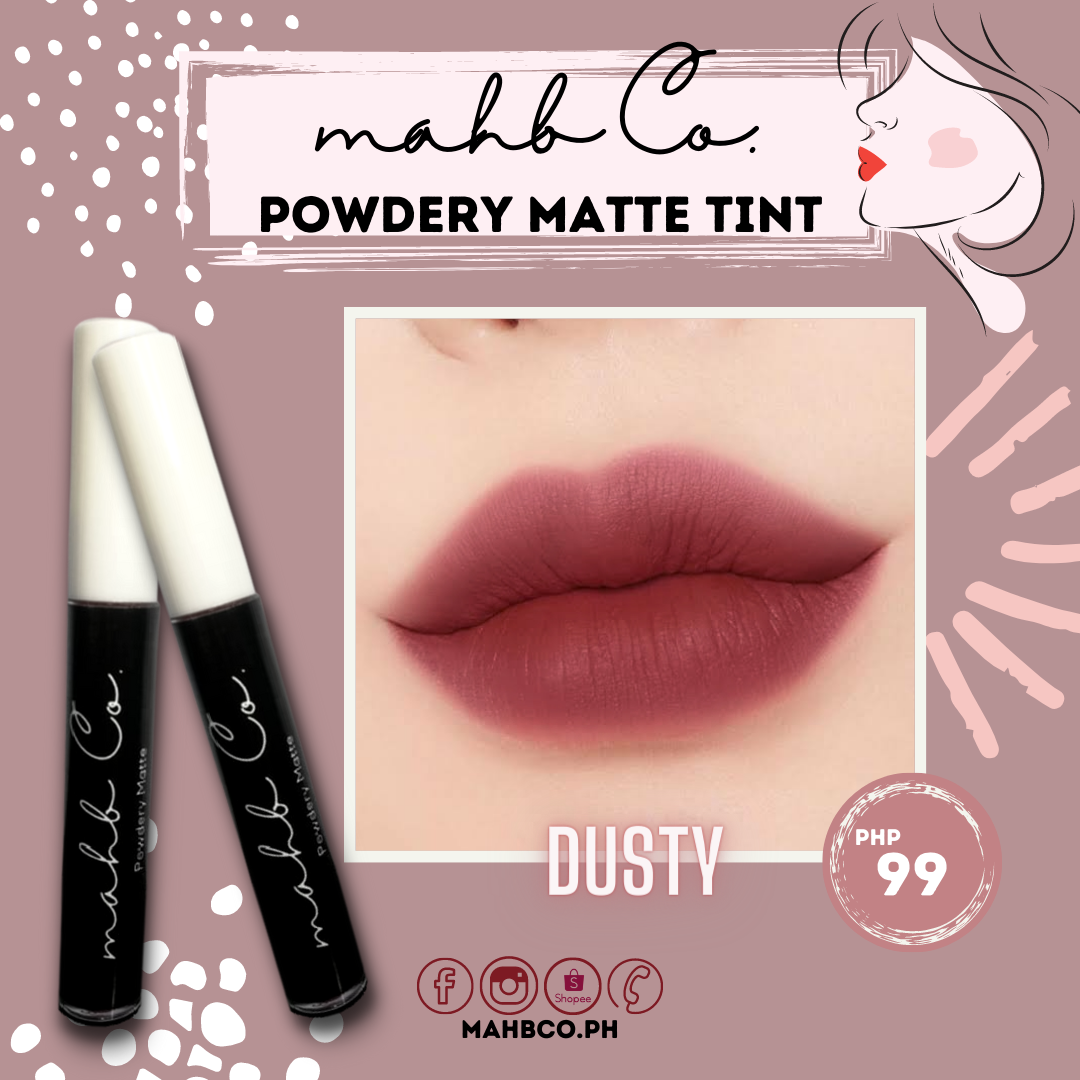 mahb Co.
POWDERY MATTE TINT
mahb Co.
Powdery Matte
mahb Co.
Powdery Matte
DUSTY
PHP
99
S
Shopee
MAHBCO.PH